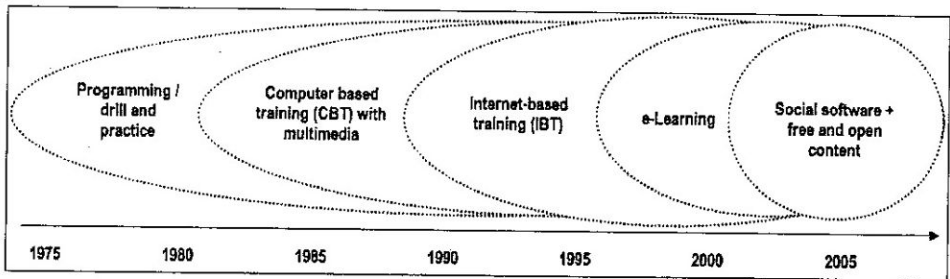 Programming /
drill and
practice
Computer based
training (CBT) with
multimedia
Internet-based
training (IBT)
e-Learning
Social software +
free and open
content
1975 1980 1985 1990 1995 2000 2005